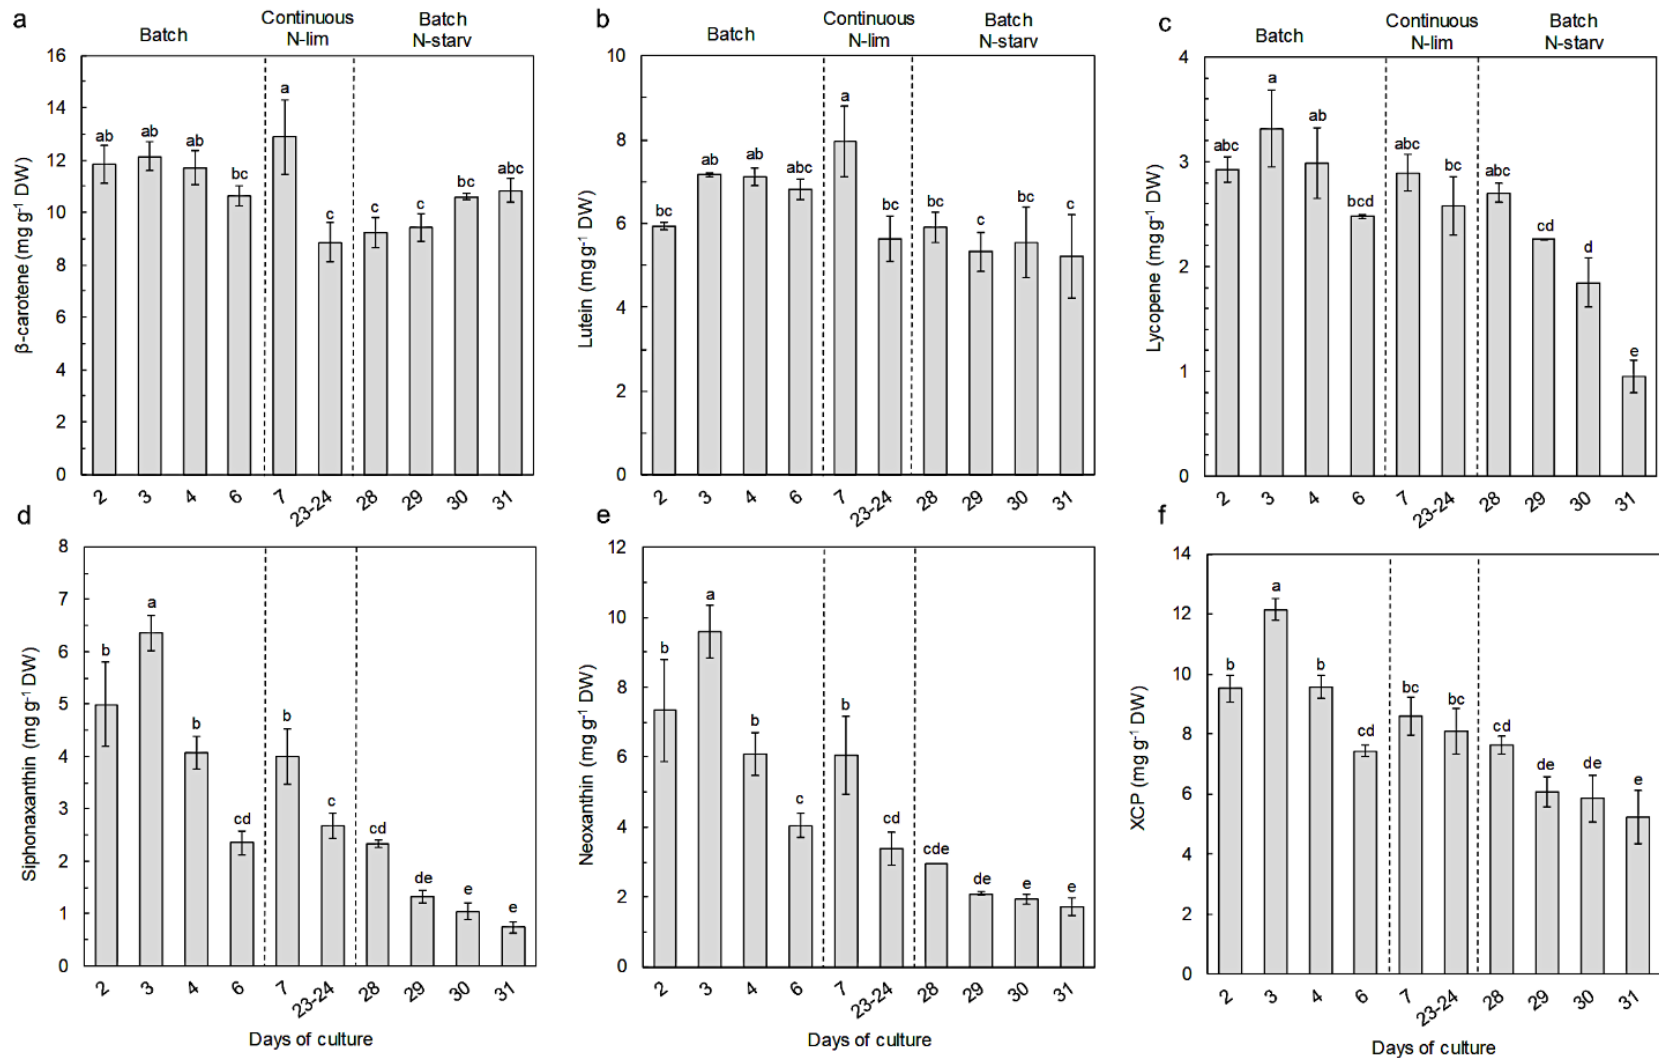 a
Batch
Continuous
N-lim
Batch
N-starv
16
14
12
10
8
6
4
2
0
β-carotene (mg g-1 DW)
ab
ab
ab
bc
a
c
c
c
bc
abc
2
3
4
6
7
23-24
28
29
30
31
b
Batch
Continuous
N-lim
Batch
N-starv
10
8
6
4
2
0
Lutein (mg g-1 DW)
bc
ab
ab
abc
a
bc
bc
c
bc
c
2
3
4
6
7
23-24
28
29
30
31
c
Batch
Continuous
N-lim
Batch
N-starv
4
3
2
1
0
Lycopene (mg g-1 DW)
abc
a
ab
bcd
abc
bc
abc
cd
d
e
2
3
4
6
7
23-24
28
29
30
31
d
8
7
6
5
4
3
2
1
0
Siphonaxanthin (mg g-1 DW)
b
a
b
cd
b
c
cd
de
e
e
2
3
4
6
7
23-24
28
29
30
31
Days of culture
e
12
10
8
6
4
2
0
Neoxanthin (mg g-1 DW)
b
a
b
c
b
cd
cde
de
e
e
2
3
4
6
7
23-24
28
29
30
31
Days of culture
f
14
12
10
8
6
4
2
0
XCP (mg g-1 DW)
b
a
b
cd
bc
bc
cd
de
de
e
2
3
4
6
7
23-24
28
29
30
31
Days of culture